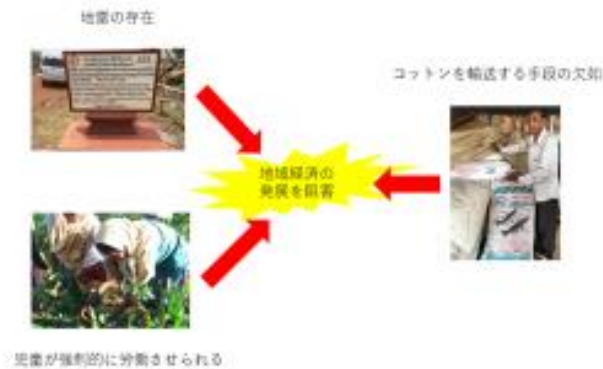 地雷の存在
コットンを輸送する手段の欠如
地域経済の
発展を阻害
児童が強制的に労働させられる